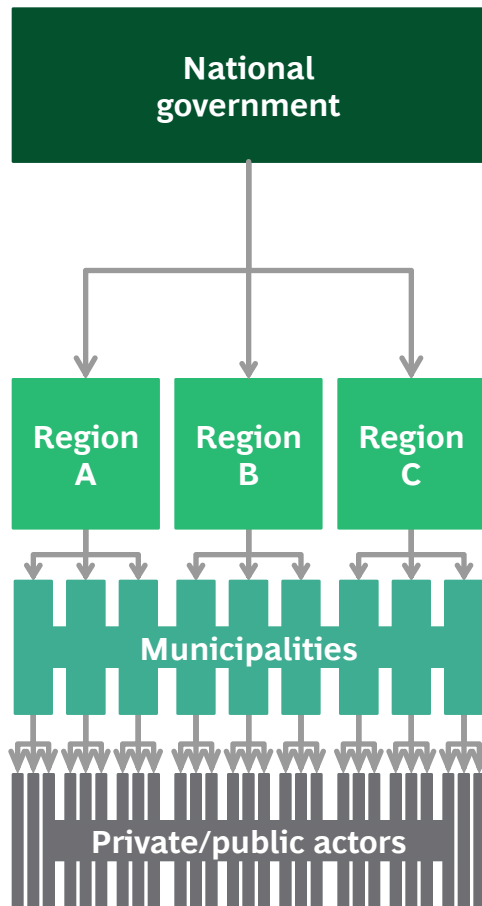 National
government
Region
A
Region
B
Region
C
Municipalities
Private/public actors